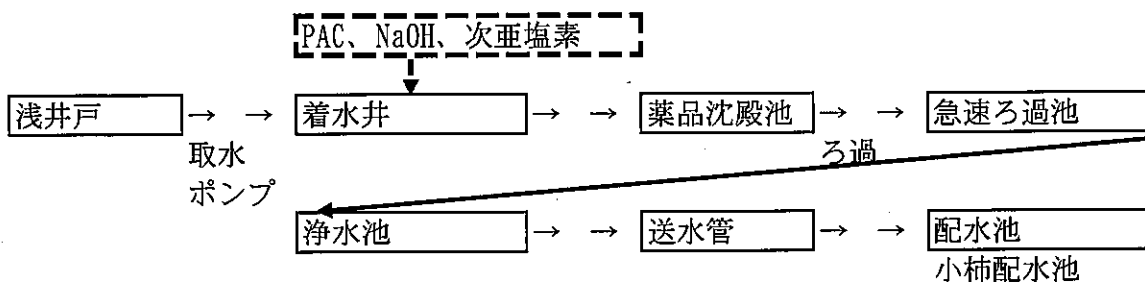 PAC、NaOH、次亜塩素
浅井戸 → → 着水井 → → 薬品沈殿池 → → 急速ろ過池
取水
ポンプ
ろ過
浄水池 → → 送水管 → → 配水池
小柿配水池